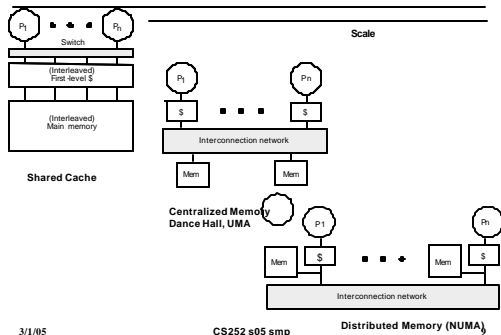 P1 Pn
Switch
(Interleaved)
First-level $
(Interleaved)
Main memory
Shared Cache
Scale
P1 Pn
$ $
Interconnection network
Mem Mem
Centralized Memory
Dance Hall, UMA
P1 Pn
Mem $ Mem $
Interconnection network
Distributed Memory (NUMA)
3/1/05 CS252 s05 smp 9